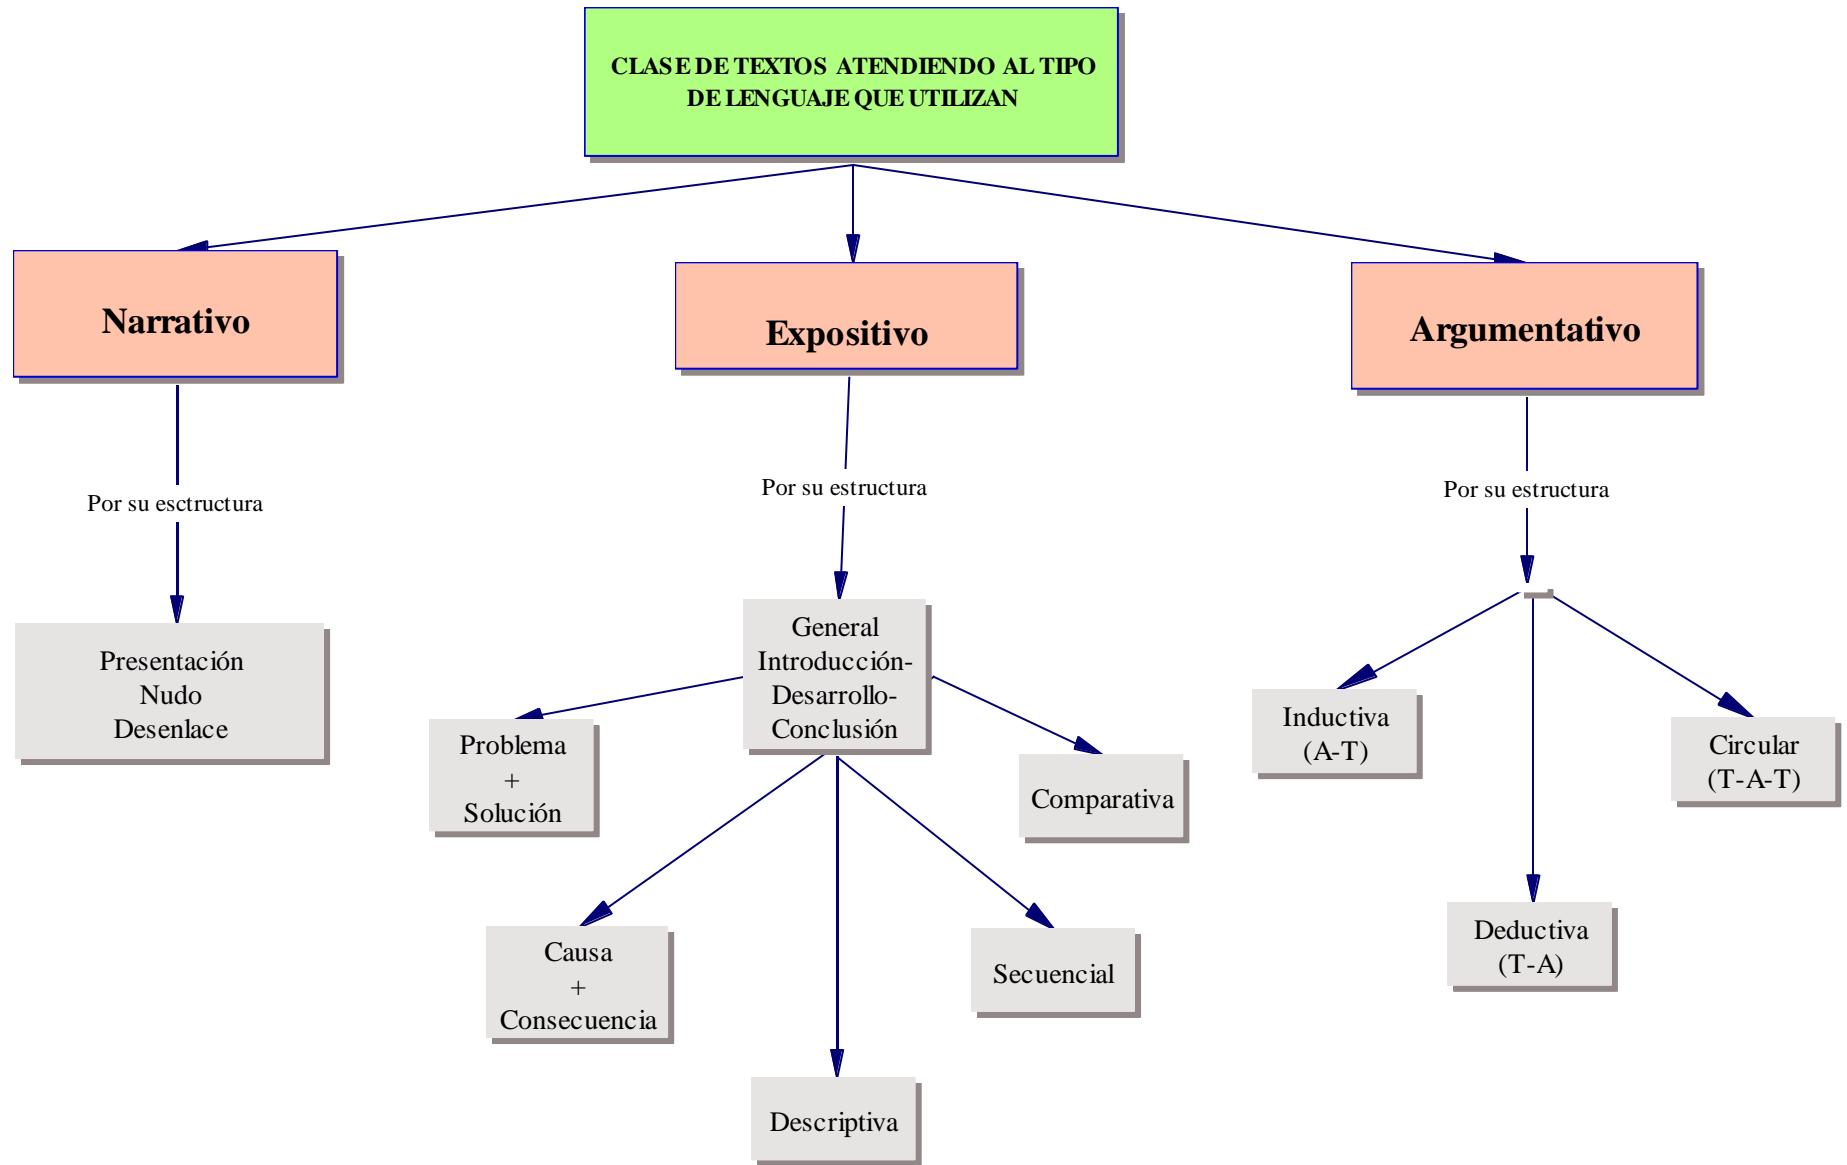 CLASE DE TEXTOS ATENDIENDO AL TIPO
DE LENGUAJE QUE UTILIZAN
Narrativo
Expositivo
Argumentativo
Por su esctructura
Por su estructura
Por su estructura
Presentación
Nudo
Desenlace
General
Introducción-
Desarrollo-
Conclusión
Problema
+
Solución
Comparativa
Causa
+
Consecuencia
Secuencial
Descriptiva
Inductiva
(A-T)
Circular
(T-A-T)
Deductiva
(T-A)